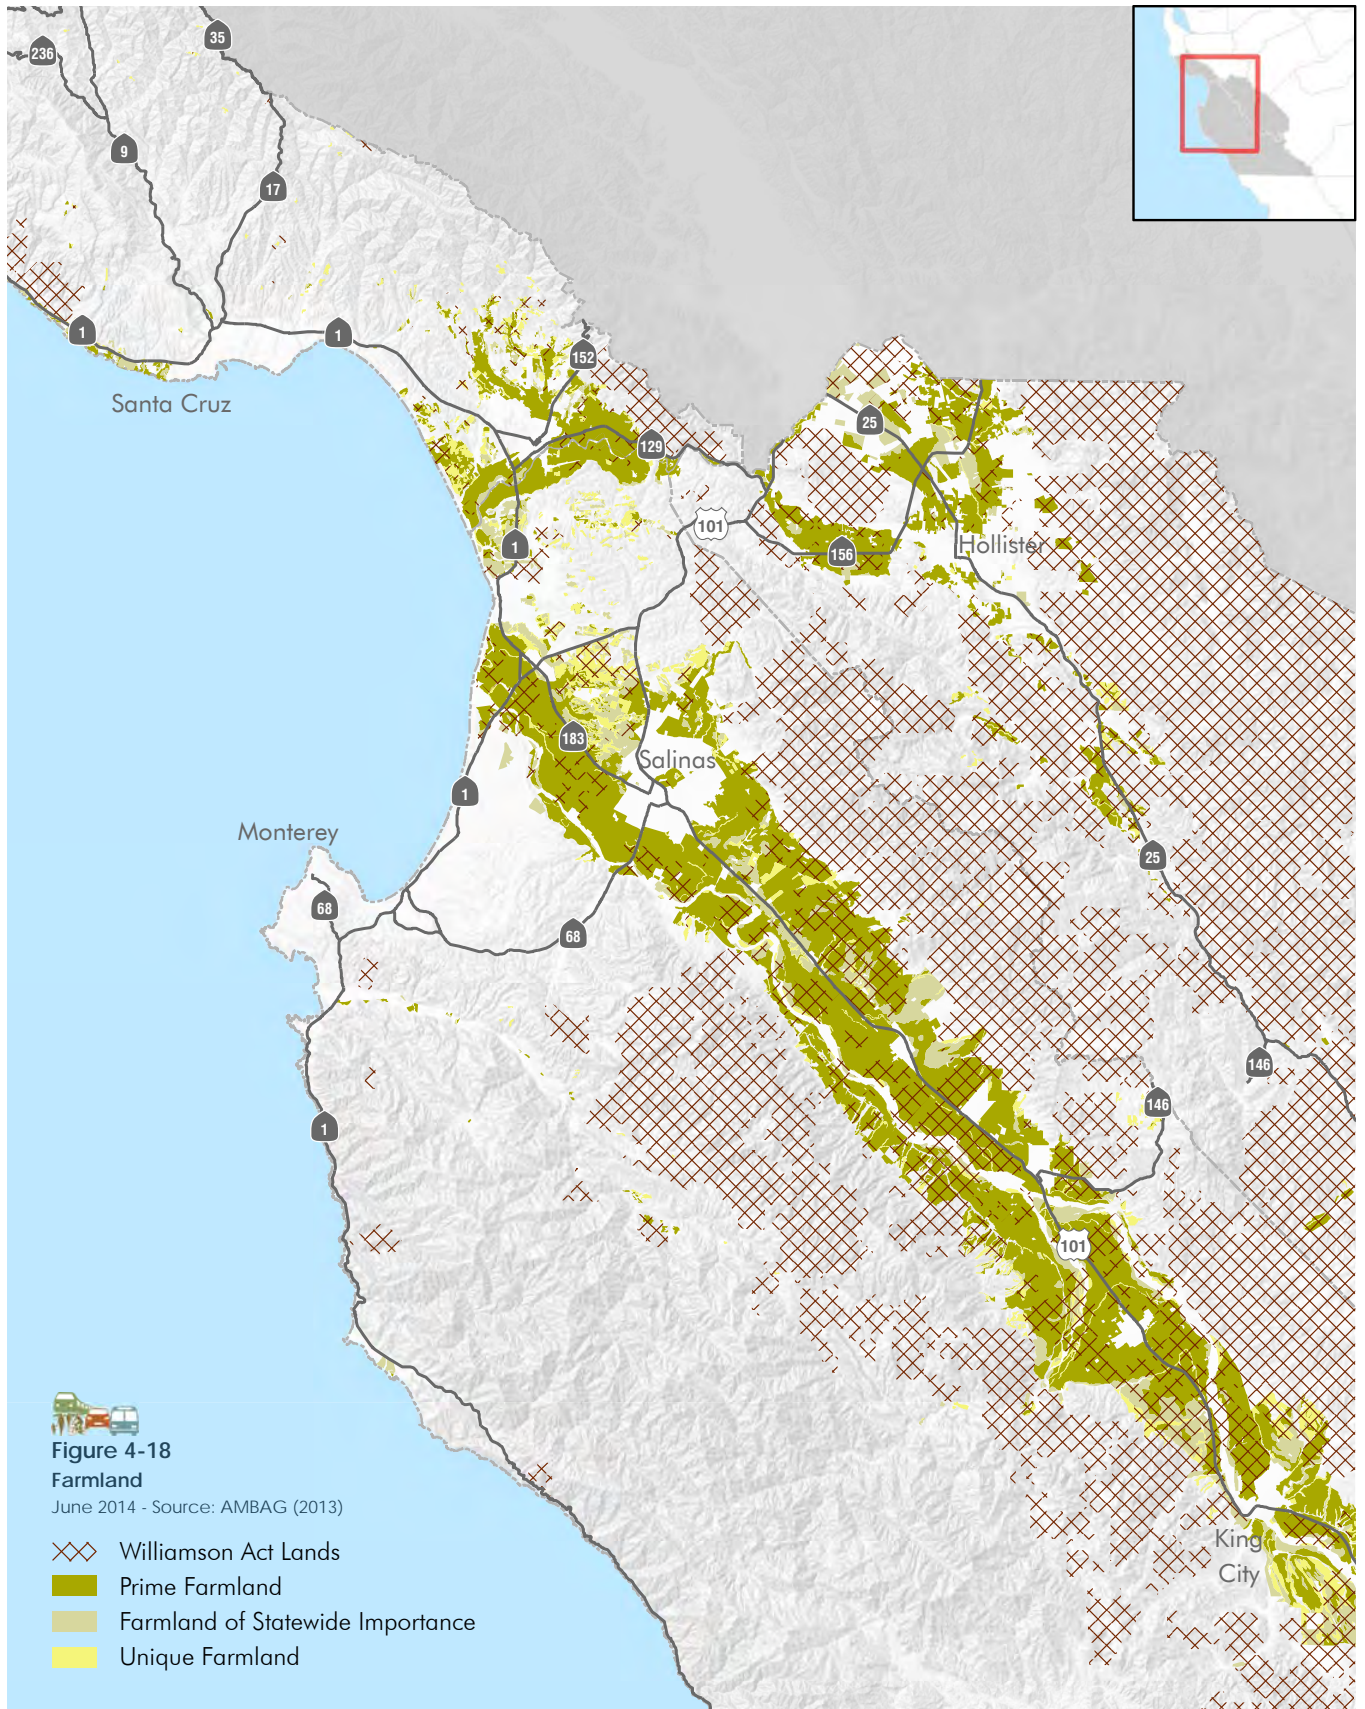 35
236
9
17
1
1
152
Santa Cruz
25
129
101
1
156
Hollister
183
Salinas
1
Monterey
25
68
68
146
146
1
101
Figure 4-18
Farmland
June 2014 - Source: AMBAG (2013)
King
City
Williamson Act Lands
Prime Farmland
Farmland of Statewide Importance
Unique Farmland